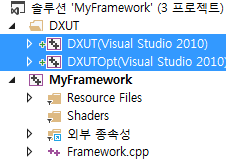 솔루션 'MyFramework' (3 프로젝트)
DXUT
DXUT(Visual Studio 2010)
DXUTOpt(Visual Studio 2010)
MyFramework
Resource Files
Shaders
외부 종속성
Framework.cpp